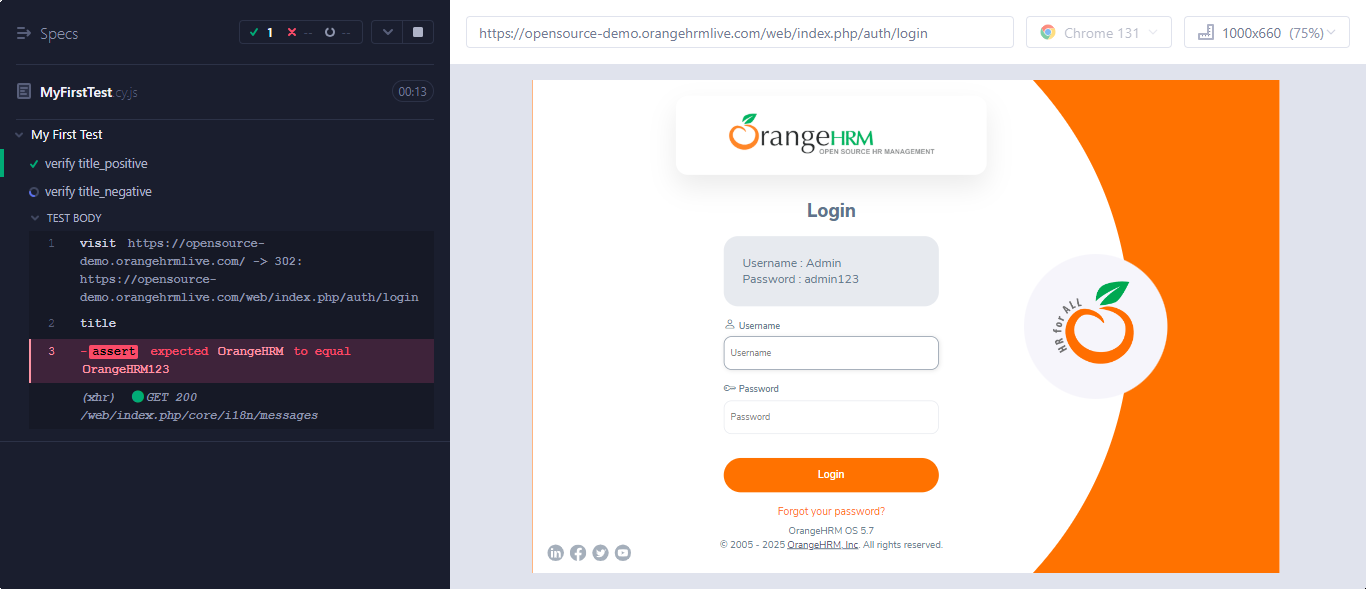 Specs
1 -- --
MyFirstTest.cy.js
00:13
My First Test
verify title_positive
verify title_negative
TEST BODY
1 visit https://opensource-
demo.orangehrmlive.com/ -> 302:
https://opensource-
demo.orangehrmlive.com/web/index.php/auth/login
2 title
3 -assert expected OrangeHRM to equal
OrangeHRM123
(xhr) GET 200
/web/index.php/core/i18n/messages
https://opensource-demo.orangehrmlive.com/web/index.php/auth/login
Chrome 131
1000x660 (75%)
OrangeHRM
OPEN SOURCE HR MANAGEMENT
Login
Username : Admin
Password : admin123
Username
Username
Password
Password
Login
Forgot your password?
OrangeHRM OS 5.7
© 2005 - 2025 OrangeHRM, Inc. All rights reserved.
HR for ALL